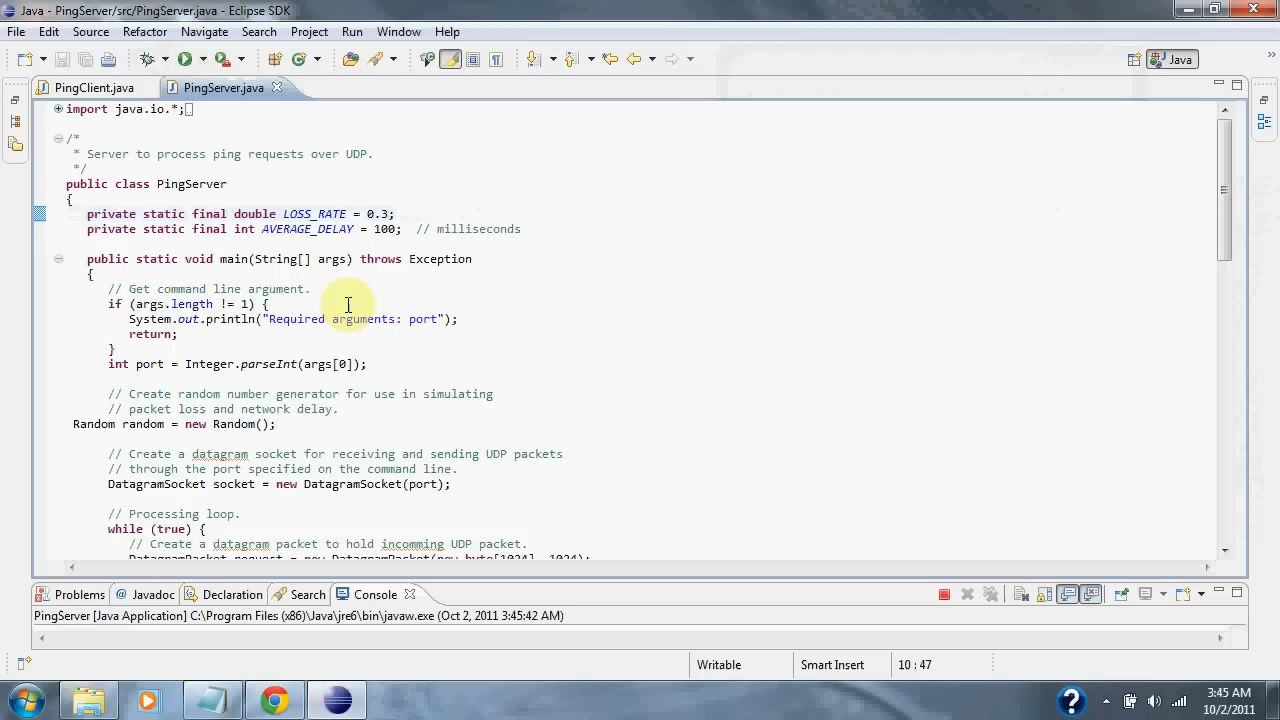 Java - PingServer/src/PingServer.java - Eclipse SDK
File Edit Source Refactor Navigate Search Project Run Window Help
Java
PingClient.java PingServer.java
import java.io.*;
/*
* Server to process ping requests over UDP.
*/
public class PingServer
{
private static final double LOSS_RATE = 0.3;
private static final int AVERAGE_DELAY = 100; // milliseconds
public static void main(String[] args) throws Exception
{
// Get command line argument.
if (args.length != 1) {
System.out.println("Required arguments: port");
return;
}
int port = Integer.parseInt(args[0]);
// Create random number generator for use in simulating
// packet loss and network delay.
Random random = new Random();
// Create a datagram socket for receiving and sending UDP packets
// through the port specified on the command line.
DatagramSocket socket = new DatagramSocket(port);
// Processing loop.
while (true) {
// Create a datagram packet to hold incomming UDP packet.
DatagramPacket request = new DatagramPacket(new byte[1024], 1024);
Problems Javadoc Declaration Search Console
PingServer [Java Application] C:\Program Files (x86)\Java\jre6\bin\javaw.exe (Oct 2, 2011 3:45:42 AM)
Writable Smart Insert 10 : 47
3:45 AM
10/2/2011